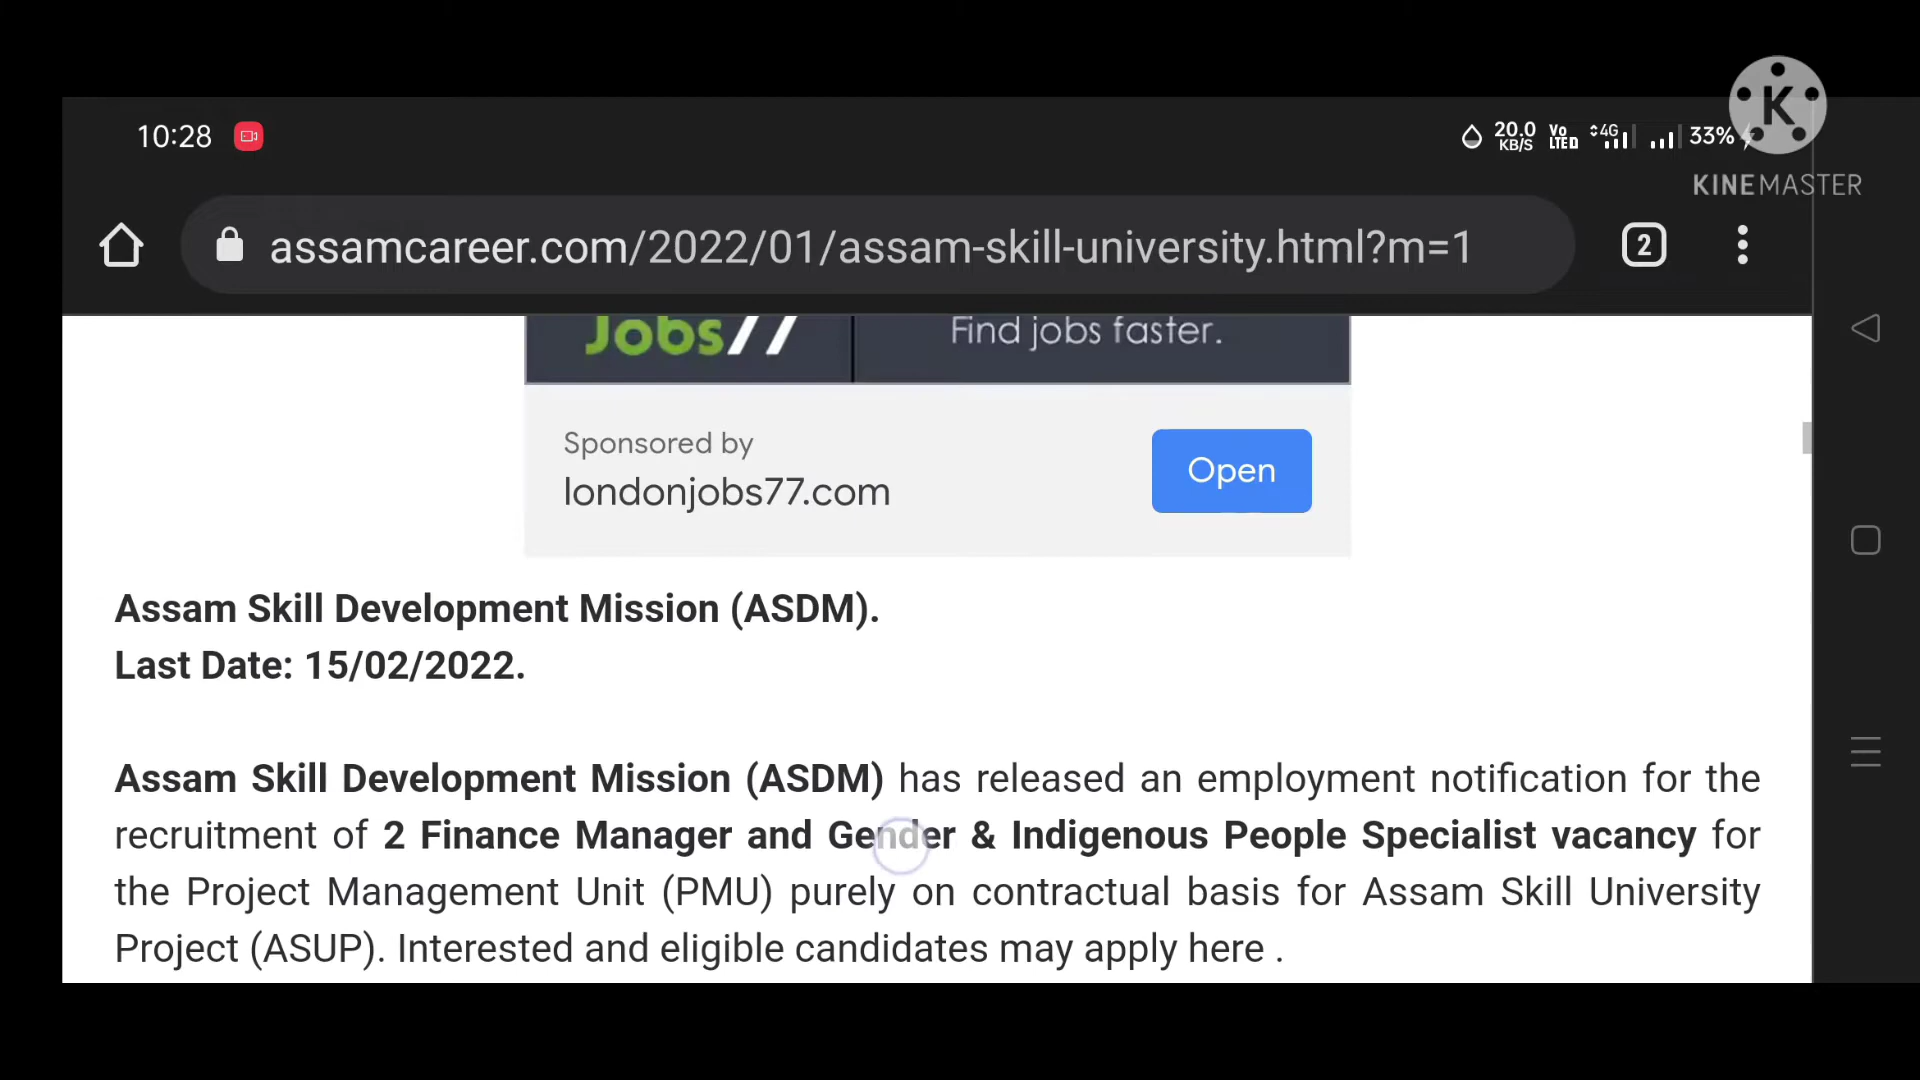 10:28
20.0 KB/S Vo LTE D 4G 33%
K
KINEMASTER
assamcareer.com/2022/01/assam-skill-university.html?m=1
2
Jobs77
Find jobs faster.
Sponsored by
londonjobs77.com
Open
Assam Skill Development Mission (ASDM).
Last Date: 15/02/2022.
Assam Skill Development Mission (ASDM) has released an employment notification for the
recruitment of 2 Finance Manager and Gender & Indigenous People Specialist vacancy for
the Project Management Unit (PMU) purely on contractual basis for Assam Skill University
Project (ASUP). Interested and eligible candidates may apply here .